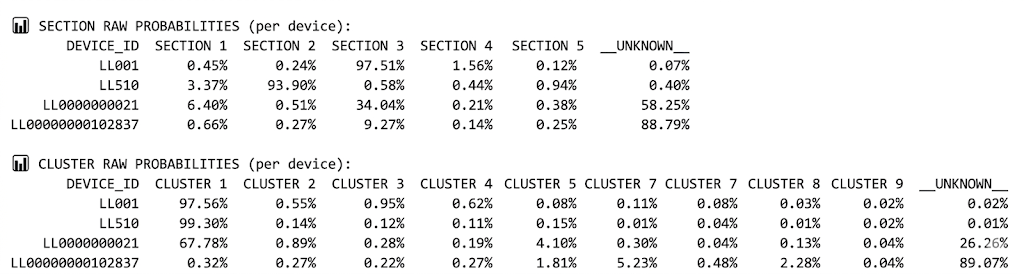 SECTION RAW PROBABILITIES (per device):
DEVICE_ID SECTION 1 SECTION 2 SECTION 3 SECTION 4 SECTION 5 __UNKNOWN__
LL001 0.45% 0.24% 97.51% 1.56% 0.12% 0.07%
LL510 3.37% 93.90% 0.58% 0.44% 0.94% 0.40%
LL0000000021 6.40% 0.51% 34.04% 0.21% 0.38% 58.25%
LL00000000102837 0.66% 0.27% 9.27% 0.14% 0.25% 88.79%
CLUSTER RAW PROBABILITIES (per device):
DEVICE_ID CLUSTER 1 CLUSTER 2 CLUSTER 3 CLUSTER 4 CLUSTER 5 CLUSTER 7 CLUSTER 7 CLUSTER 8 CLUSTER 9 __UNKNOWN__
LL001 97.56% 0.55% 0.95% 0.62% 0.08% 0.11% 0.08% 0.03% 0.02% 0.02%
LL510 99.30% 0.14% 0.12% 0.11% 0.15% 0.01% 0.04% 0.01% 0.02% 0.01%
LL0000000021 67.78% 0.89% 0.28% 0.19% 4.10% 0.30% 0.04% 0.13% 0.04% 26.26%
LL00000000102837 0.32% 0.27% 0.22% 0.27% 1.81% 5.23% 0.48% 2.28% 0.04% 89.07%